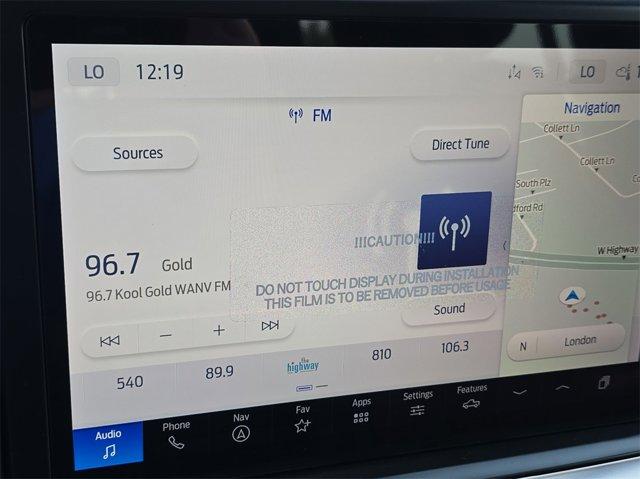 LO 12:19 LO
FM
Navigation
Sources
Direct Tune
Collett Ln
Collett Ln
South Plz
dford Rd
W Highway
!!!CAUTION!!!
DO NOT TOUCH DISPLAY DURING INSTALLATION
THIS FILM IS TO BE REMOVED BEFORE USAGE
96.7 Gold
96.7 Kool Gold WANV FM
Sound
N London
540 89.9 the highway 810 106.3
Audio Phone Nav Fav Apps Settings Features